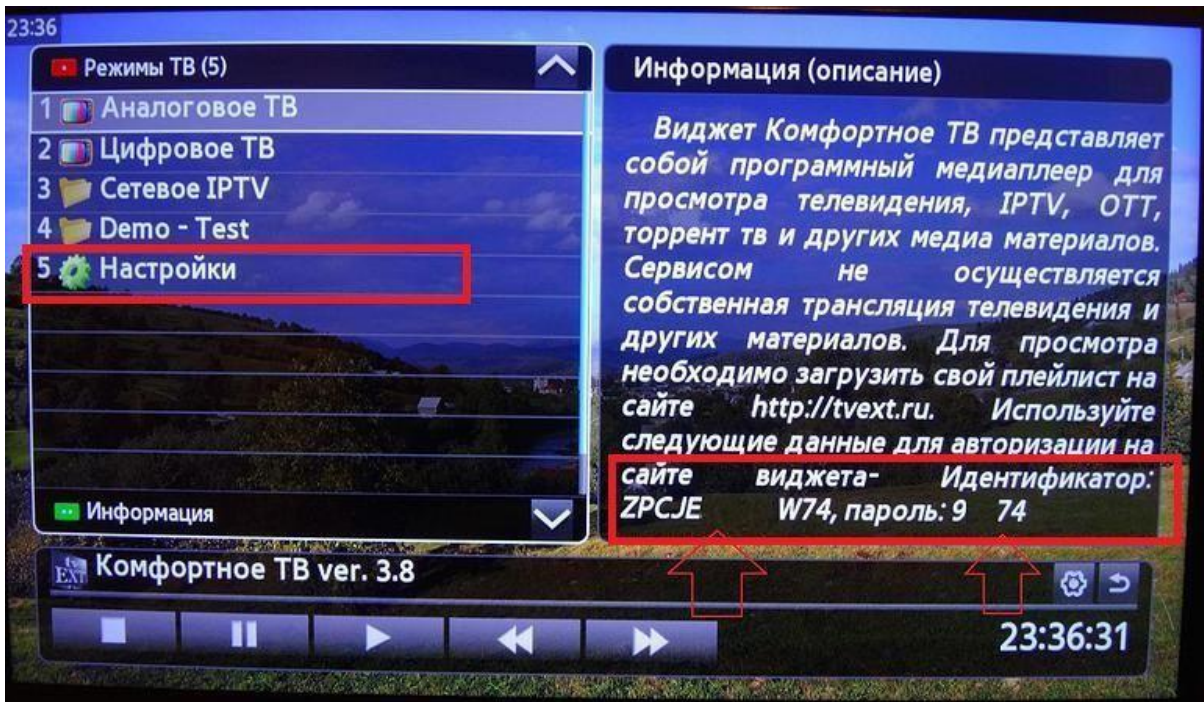 23:36
Режимы ТВ (5)
1 Аналоговое ТВ
2 Цифровое ТВ
3 Сетевое IPTV
4 Demo - Test
5 Настройки
Информация
Информация (описание)
Виджет Комфортное ТВ представляет
собой программный медиаплеер для
просмотра телевидения, IPTV, ОТТ,
торрент тв и других медиа материалов.
Сервисом не осуществляется
собственная трансляция телевидения и
других материалов. Для просмотра
необходимо загрузить свой плейлист на
сайте http://tvext.ru. Используйте
следующие данные для авторизации на
сайте виджета- Идентификатор:
ZPCJE W74, пароль: 9 74
EXT Комфортное ТВ ver. 3.8
23:36:31